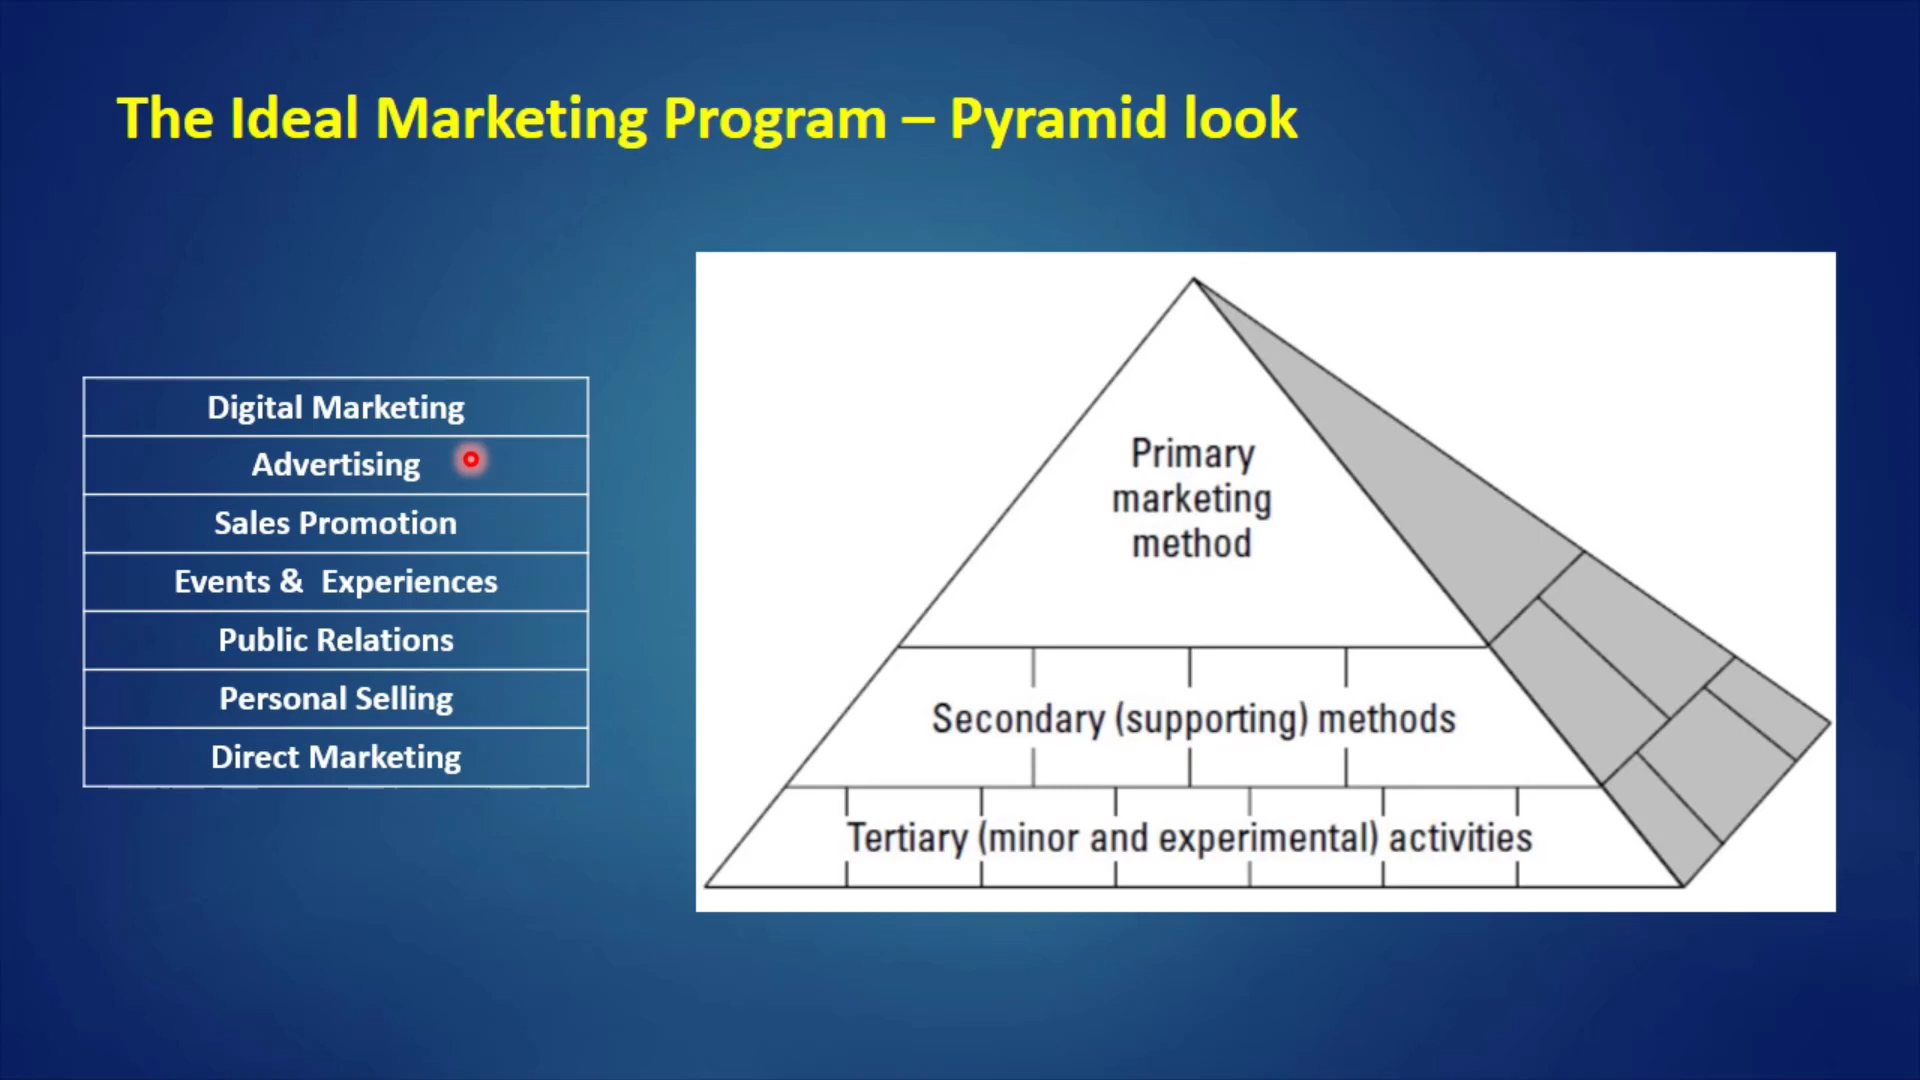 The Ideal Marketing Program – Pyramid look
Digital Marketing
Advertising
Sales Promotion
Events &  Experiences
Public Relations
Personal Selling
Direct Marketing
Primary
marketing
method
Secondary (supporting) methods
Tertiary (minor and experimental) activities